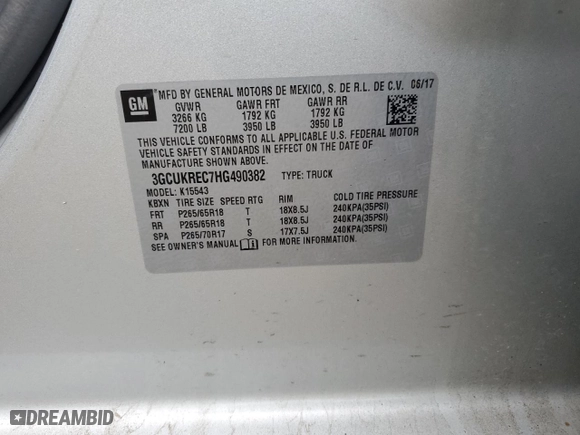 GM
MFD BY GENERAL MOTORS DE MEXICO, S. DE R.L. DE C.V. 06/17
GVWR GAWR FRT GAWR RR
3266 KG 1792 KG 1792 KG
7200 LB 3950 LB 3950 LB
THIS VEHICLE CONFORMS TO ALL APPLICABLE U.S. FEDERAL MOTOR
VEHICLE SAFETY STANDARDS IN EFFECT ON THE DATE OF
MANUFACTURE SHOWN ABOVE.
3GCUKREC7HG490382 TYPE: TRUCK
MODEL: K15543
KBXN TIRE SIZE SPEED RTG RIM COLD TIRE PRESSURE
FRT P265/65R18 T 18X8.5J 240KPA(35PSI)
RR P265/65R18 T 18X8.5J 240KPA(35PSI)
SPA P265/70R17 S 17X7.5J 240KPA(35PSI)
SEE OWNER'S MANUAL FOR MORE INFORMATION.
DREAMBID